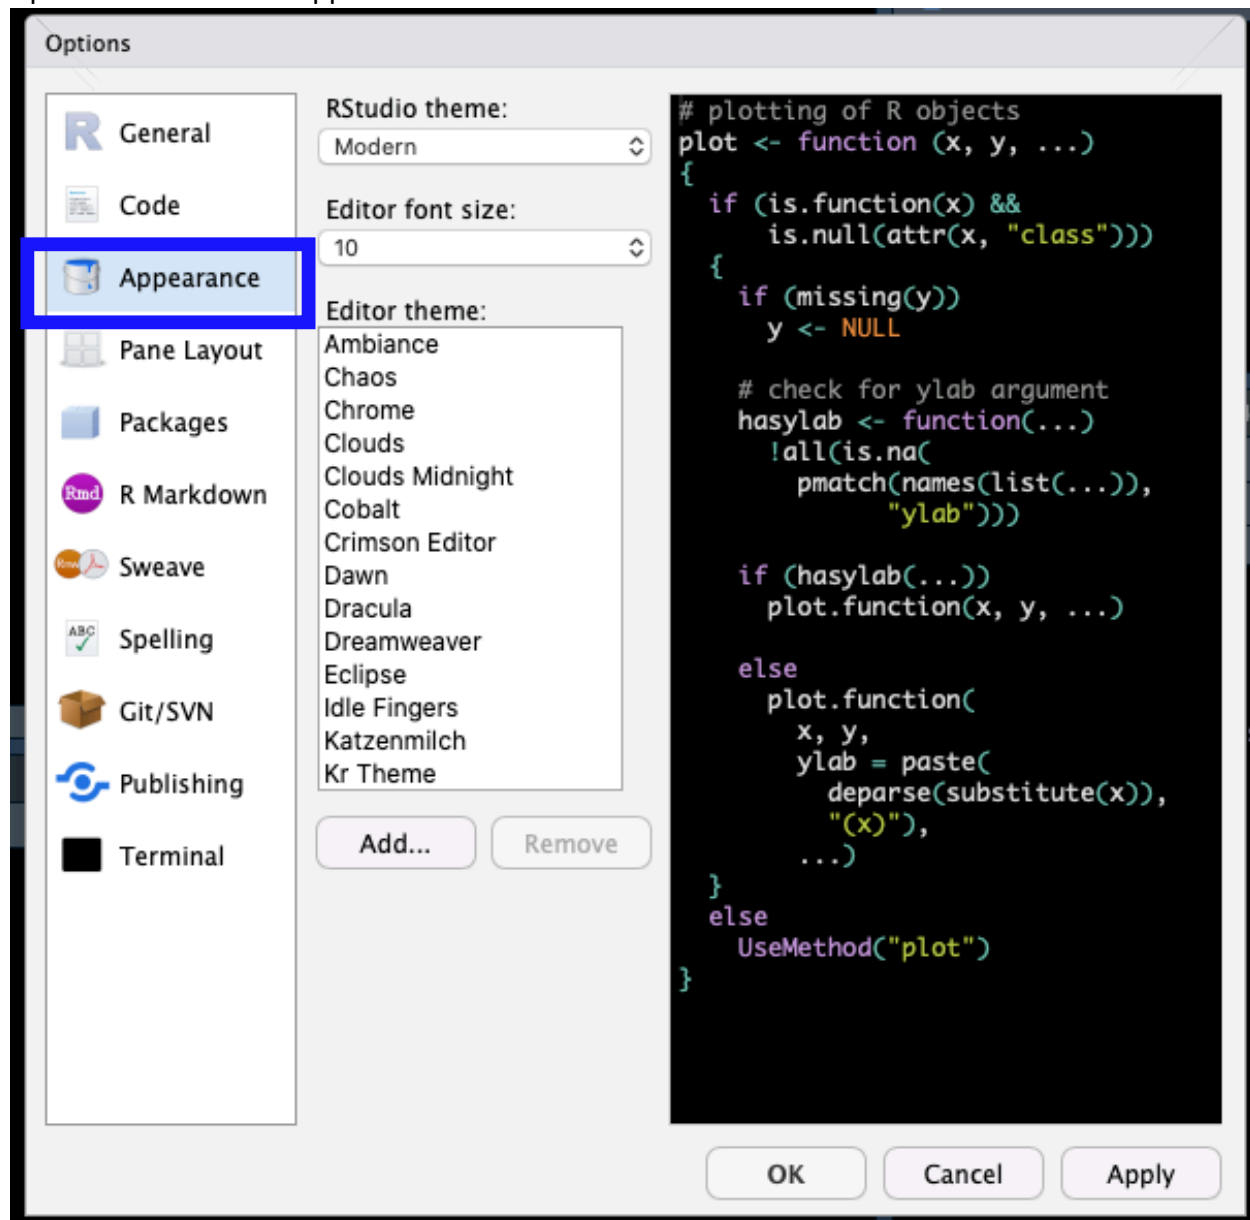 Options
General
Code
Appearance
Pane Layout
Packages
Rmd R Markdown
Rnw Sweave
ABC Spelling
Git/SVN
Publishing
Terminal
RStudio theme:
Modern
Editor font size:
10
Editor theme:
Ambiance
Chaos
Chrome
Clouds
Clouds Midnight
Cobalt
Crimson Editor
Dawn
Dracula
Dreamweaver
Eclipse
Idle Fingers
Katzenmilch
Kr Theme
Add...
Remove
# plotting of R objects
plot <- function (x, y, ...)
{
  if (is.function(x) &&
      is.null(attr(x, "class")))
  {
    if (missing(y))
      y <- NULL
    # check for ylab argument
    hasylab <- function(...)
      !all(is.na(
        pmatch(names(list(...)),
              "ylab")))
    if (hasylab(...))
      plot.function(x, y, ...)
    else
      plot.function(
        x, y,
        ylab = paste(
          deparse(substitute(x)),
          "(x)"),
        ...)
  }
  else
    UseMethod("plot")
}
OK
Cancel
Apply